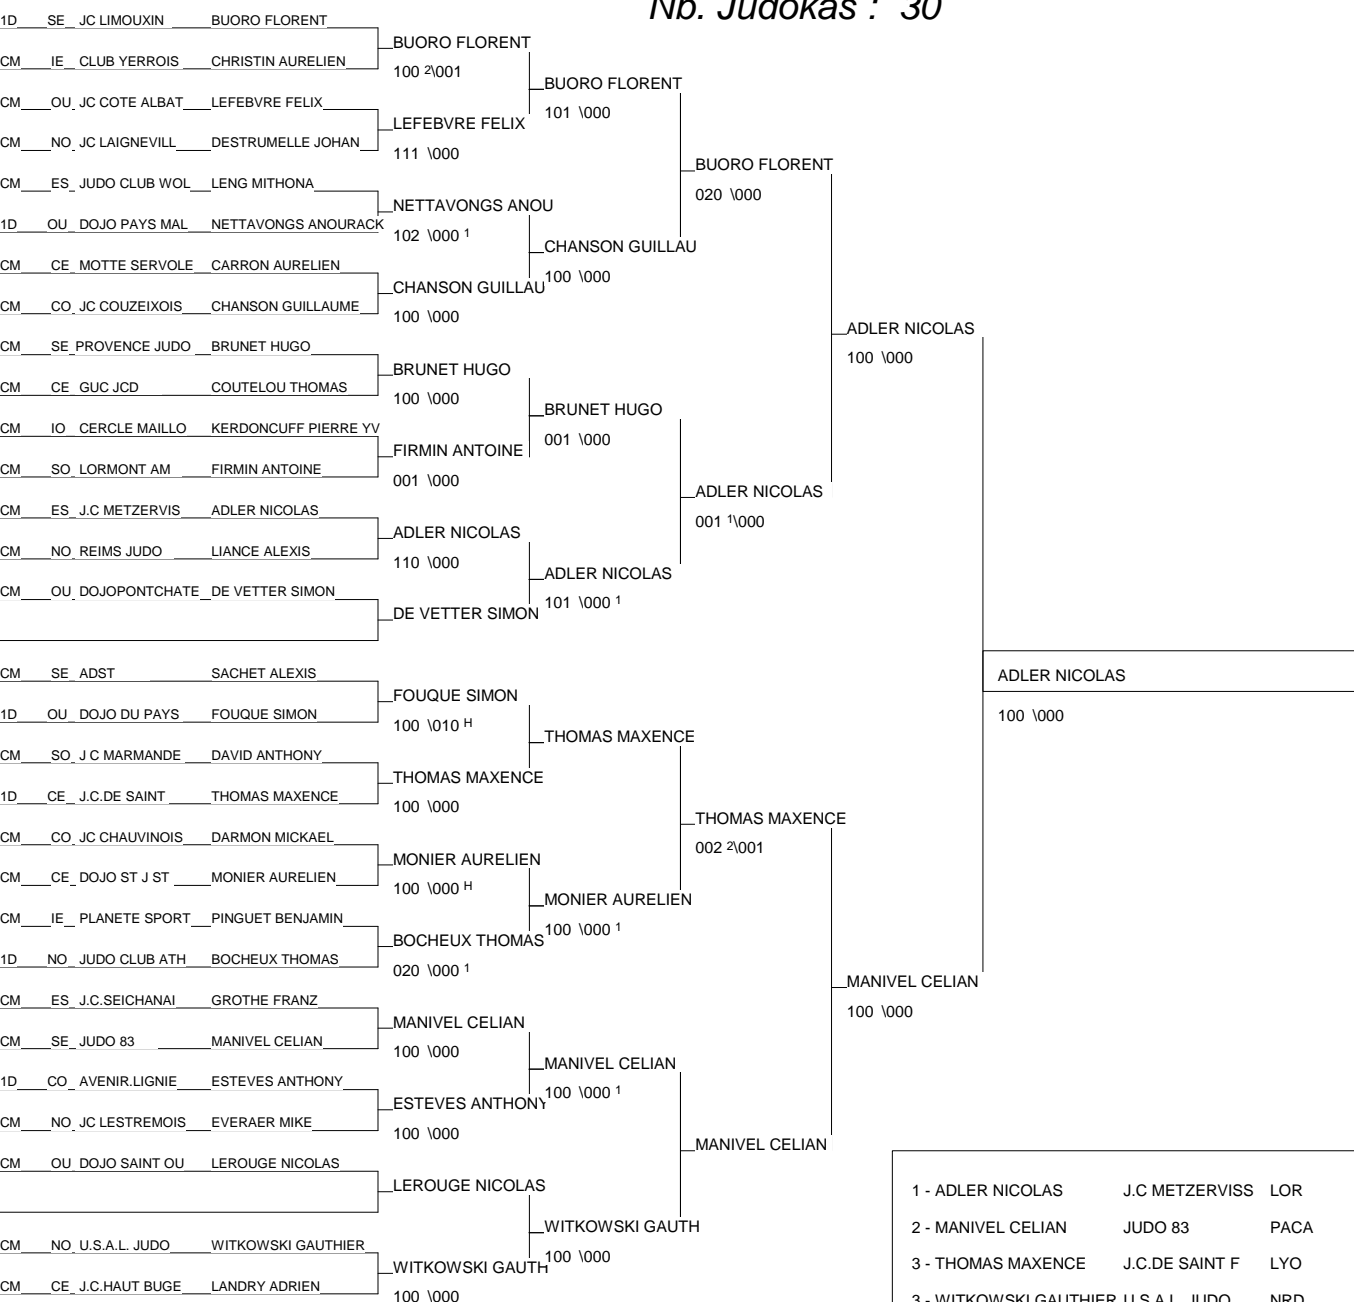 Nb. Judokas : 30
1D SE JC LIMOUXIN BUORO FLORENT
CM IE CLUB YERROIS CHRISTIN AURELIEN
CM OU JC COTE ALBAT LEFEBVRE FELIX
CM NO JC LAIGNEVILL DESTRUMELLE JOHAN
CM ES JUDO CLUB WOL LENG MITHONA
1D OU DOJO PAYS MAL NETTAVONGS ANOURACK
CM CE MOTTE SERVOLE CARRON AURELIEN
CM CO JC COUZEIXOIS CHANSON GUILLAUME
CM SE PROVENCE JUDO BRUNET HUGO
CM CE GUC JCD COUTELOU THOMAS
CM IO CERCLE MAILLO KERDONCUFF PIERRE YV
CM SO LORMONT AM FIRMIN ANTOINE
CM ES J.C METZERVIS ADLER NICOLAS
CM NO REIMS JUDO LIANCE ALEXIS
CM OU DOJOPONTCHATE DE VETTER SIMON
CM SE ADST SACHET ALEXIS
1D OU DOJO DU PAYS FOUQUE SIMON
CM SO J C MARMANDE DAVID ANTHONY
1D CE J.C.DE SAINT THOMAS MAXENCE
CM CO JC CHAUVINOIS DARMON MICKAEL
CM CE DOJO ST J ST MONIER AURELIEN
CM IE PLANETE SPORT PINGUET BENJAMIN
1D NO JUDO CLUB ATH BOCHEUX THOMAS
CM ES J.C.SEICHANAI GROTHE FRANZ
CM SE JUDO 83 MANIVEL CELIAN
1D CO AVENIR.LIGNIE ESTEVES ANTHONY
CM NO JC LESTREMOIS EVERAER MIKE
CM OU DOJO SAINT OU LEROUGE NICOLAS
CM NO U.S.A.L. JUDO WITKOWSKI GAUTHIER
CM CE J.C.HAUT BUGE LANDRY ADRIEN
BUORO FLORENT
100 2\001
LEFEBVRE FELIX
111 \000
NETTAVONGS ANOU
102 \000 1
CHANSON GUILLAU
100 \000
BRUNET HUGO
100 \000
FIRMIN ANTOINE
001 \000
ADLER NICOLAS
110 \000
DE VETTER SIMON
FOUQUE SIMON
100 \010 H
THOMAS MAXENCE
100 \000
MONIER AURELIEN
100 \000 H
BOCHEUX THOMAS
020 \000 1
MANIVEL CELIAN
100 \000
ESTEVES ANTHONY
100 \000
LEROUGE NICOLAS
WITKOWSKI GAUTH
100 \000
BUORO FLORENT
101 \000
CHANSON GUILLAU
100 \000
BRUNET HUGO
001 \000
ADLER NICOLAS
101 \000 1
THOMAS MAXENCE
MONIER AURELIEN
100 \000 1
MANIVEL CELIAN
100 \000 1
WITKOWSKI GAUTH
100 \000
BUORO FLORENT
020 \000
ADLER NICOLAS
001 1\000
THOMAS MAXENCE
002 2\001
MANIVEL CELIAN
ADLER NICOLAS
100 \000
MANIVEL CELIAN
100 \000
ADLER NICOLAS
100 \000
1 - ADLER NICOLAS J.C METZERVISS LOR
2 - MANIVEL CELIAN JUDO 83 PACA
3 - THOMAS MAXENCE J.C.DE SAINT F LYO
3 - WITKOWSKI GAUTHIER U.S.A.L. JUDO NRD